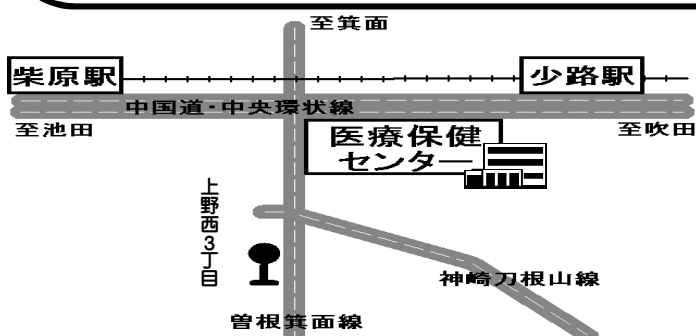 至箕面
柴原駅
少路駅
中国道・中央環状線
至池田
至吹田
医療保健
センター
上野西3丁目
神崎刀根山線
曽根箕面線